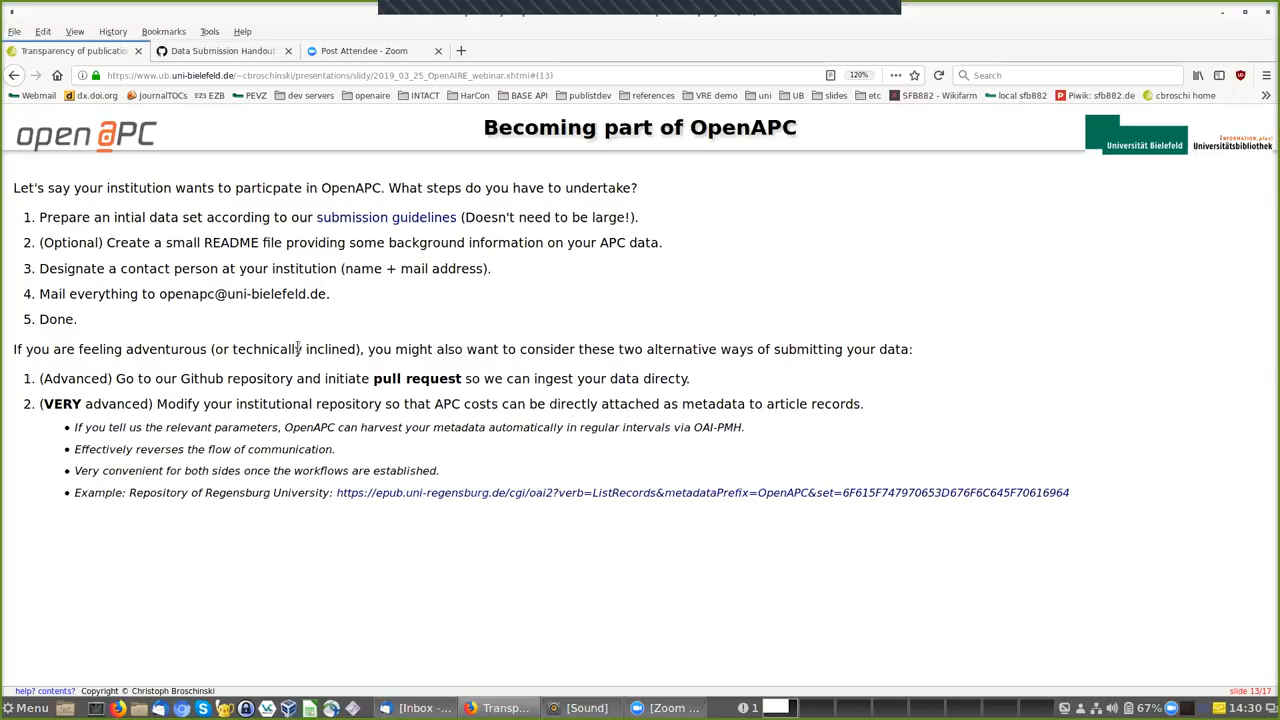 File Edit View History Bookmarks Tools Help
Transparency of publicatio Data Submission Handout Post Attendee - Zoom
https://www.ub.uni-bielefeld.de/~cbroschinski/presentations/slidy/2019_03_25_OpenAIRE_webinar.xhtml#(13) 120% Search
Webmail dx.doi.org JournalTOCs EZB PEVZ dev servers openaire INTACT HarCon BASE API publistdev references VRE demo uni UB slides etc SFB882 - Wikifarm local sfb882 Piwik: sfb882.de cbroschi home
open aPC
Becoming part of OpenAPC
Universität Bielefeld
INFORMATION.plus!
Universitätsbibliothek
Let's say your institution wants to particpate in OpenAPC. What steps do you have to undertake?
1. Prepare an intial data set according to our submission guidelines (Doesn't need to be large!).
2. (Optional) Create a small README file providing some background information on your APC data.
3. Designate a contact person at your institution (name + mail address).
4. Mail everything to openapc@uni-bielefeld.de.
5. Done.
If you are feeling adventurous (or technically inclined), you might also want to consider these two alternative ways of submitting your data:
1. (Advanced) Go to our Github repository and initiate pull request so we can ingest your data directy.
2. (VERY advanced) Modify your institutional repository so that APC costs can be directly attached as metadata to article records.
• If you tell us the relevant parameters, OpenAPC can harvest your metadata automatically in regular intervals via OAI-PMH.
• Effectively reverses the flow of communication.
• Very convenient for both sides once the workflows are established.
• Example: Repository of Regensburg University: https://epub.uni-regensburg.de/cgi/oai2?verb=ListRecords&metadataPrefix=OpenAPC&set=6F615F747970653D676F6C645F70616964
help? contents? Copyright © Christoph Broschinski slide 13/17
Menu [Inbox -... Transp... [Sound] [Zoom ... 1 67% 14:30